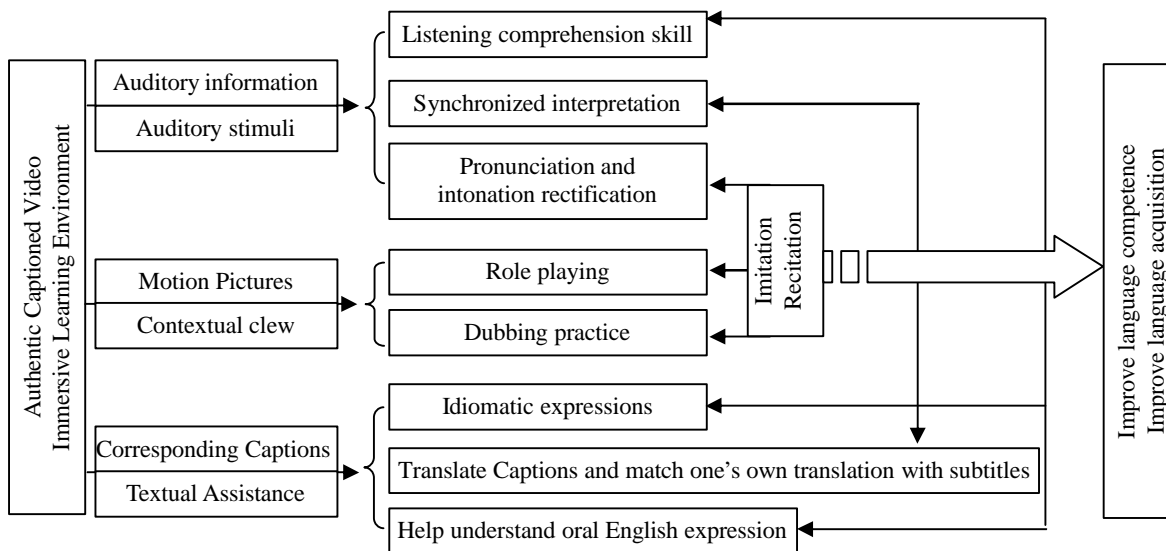 Authentic Captioned Video
Immersive Learning Environment
Auditory information
Auditory stimuli
Listening comprehension skill
Synchronized interpretation
Pronunciation and
intonation rectification
Motion Pictures
Contextual clew
Role playing
Dubbing practice
Imitation
Recitation
Corresponding Captions
Textual Assistance
Idiomatic expressions
Translate Captions and match one’s own translation with subtitles
Help understand oral English expression
Improve language competence
Improve language acquisition